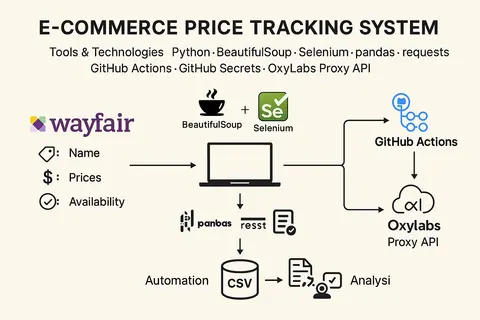 E-COMMERCE PRICE TRACKING SYSTEM
Tools & Technologies Python · BeautifulSoup · Selenium · pandas · requests
GitHub Actions · GitHub Secrets · OxyLabs Proxy API
wayfair
Name
$: Prices
Availability
BeautifulSoup
+
Se
Selenium
GitHub Actions
Oxylabs
Proxy API
panbas
resst
Automation
CSV
Analysi